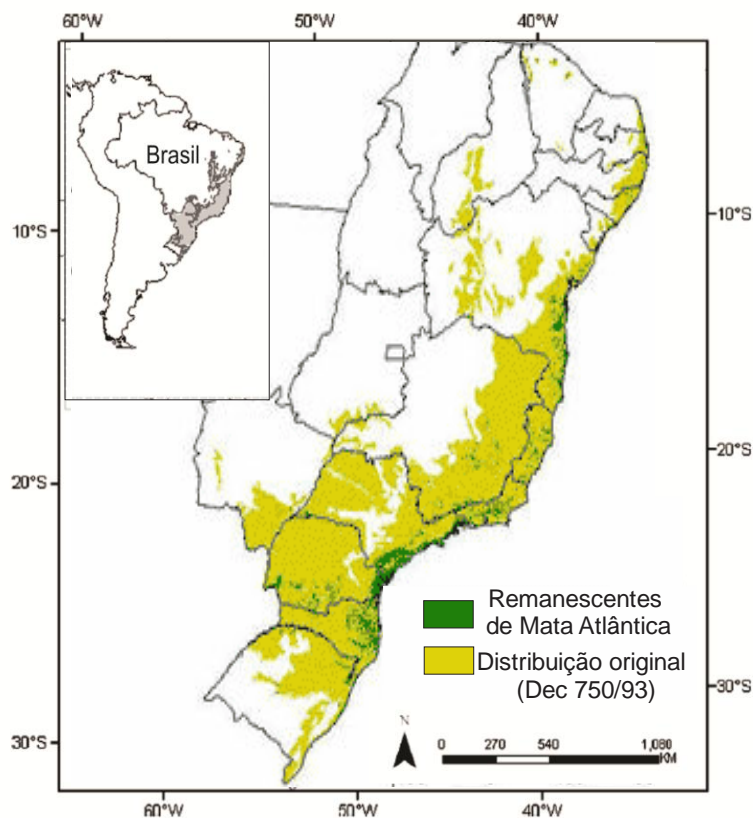 60°W 50°W 40°W
Brasil
10°S 10°S
20°S 20°S
Remanescentes
de Mata Atlântica
Distribuição original
(Dec 750/93)
30°S
N
30°S
0 270 540 1,080
KM
60°W 50°W 40°W